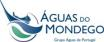 ÁGUAS DO
MONDEGO
Grupo Águas de Portugal